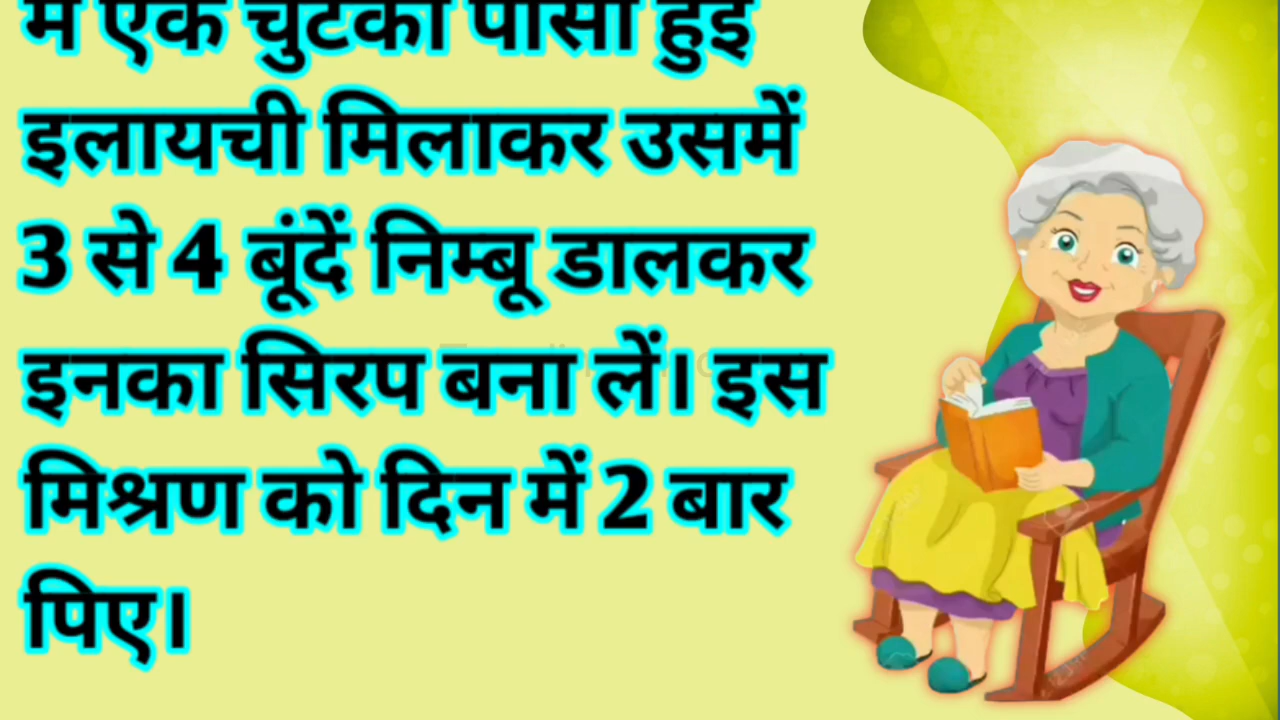 में एक चुटकी पीसी हुई
इलायची मिलाकर उसमें
3 से 4 बूंदें निम्बू डालकर
इनका सिरप बना लें। इस
मिश्रण को दिन में 2 बार
पिए।